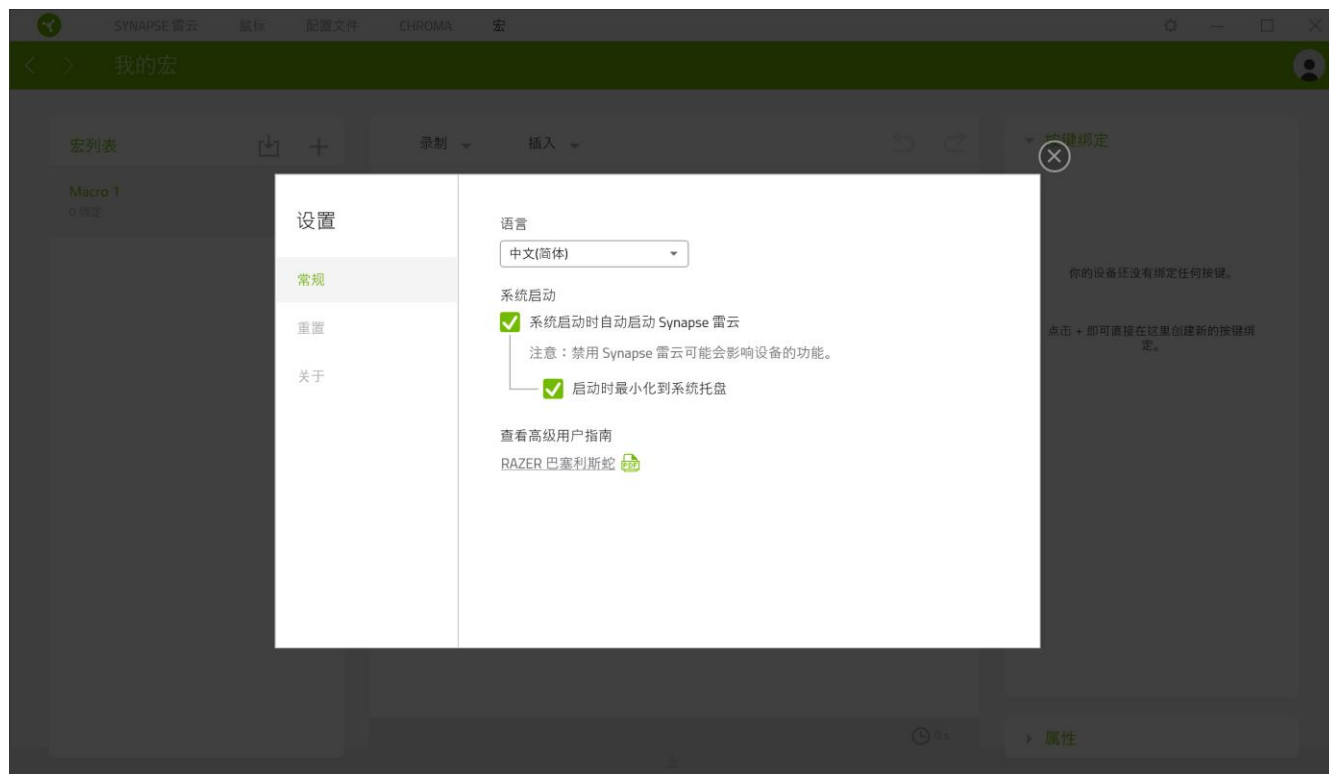 SYNAPSE 雷云 鼠标 配置文件 CHROMA 宏
我的宏
宏列表
录制 插入
按键绑定
Macro 1
0 绑定
设置
常规
重置
关于
语言
中文(简体)
系统启动
系统启动时自动启动 Synapse 雷云
注意：禁用 Synapse 雷云可能会影响设备的功能。
启动时最小化到系统托盘
查看高级用户指南
RAZER 巴塞利斯蛇 PDF
你的设备还没有绑定任何按键。
点击 + 即可直接在这里创建新的按键绑
定。
0 s
属性